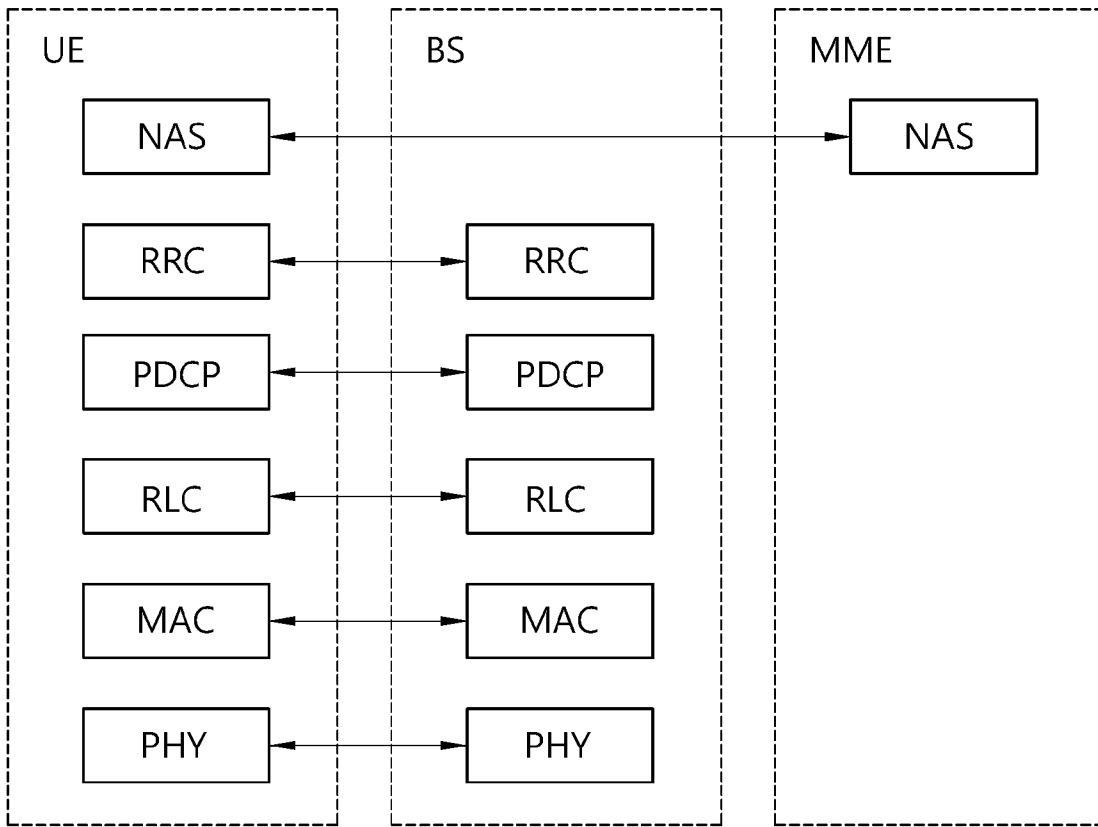 UE
BS
MME
NAS
NAS
RRC
RRC
PDCP
PDCP
RLC
RLC
MAC
MAC
PHY
PHY